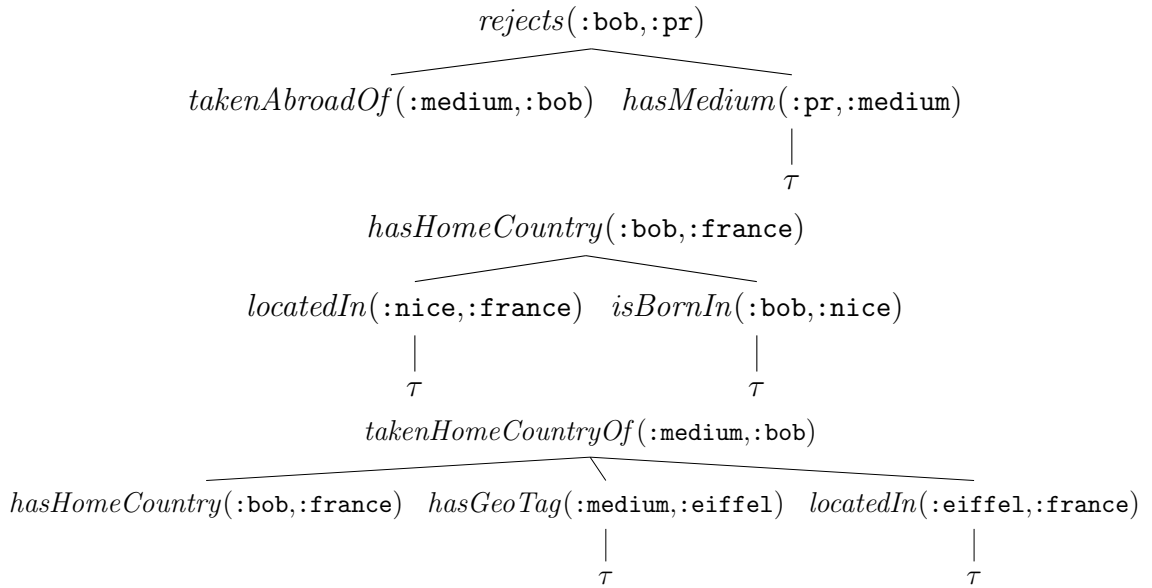 rejects(:bob,:pr)
takenAbroadOf(:medium,:bob) hasMedium(:pr,:medium)
τ
hasHomeCountry(:bob,:france)
locatedIn(:nice,:france) isBornIn(:bob,:nice)
τ τ
takenHomeCountryOf(:medium,:bob)
hasHomeCountry(:bob,:france) hasGeoTag(:medium,:eiffel) locatedIn(:eiffel,:france)
τ τ